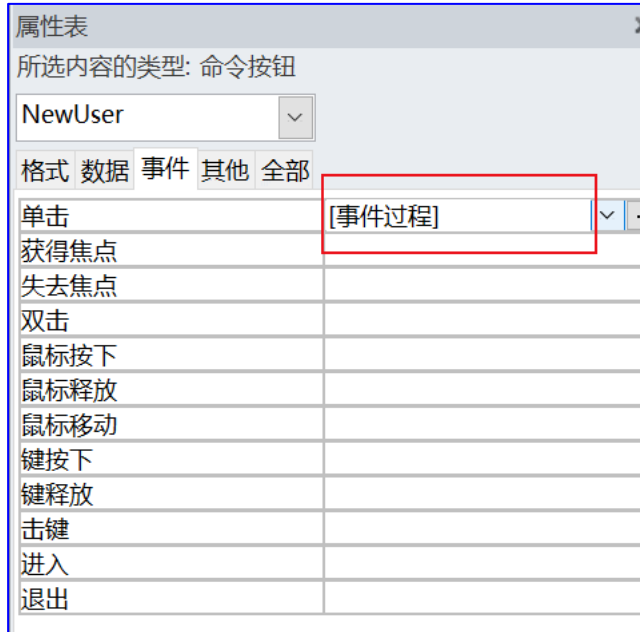 属性表
所选内容的类型: 命令按钮
NewUser
格式 数据 事件 其他 全部
单击 [事件过程]
获得焦点
失去焦点
双击
鼠标按下
鼠标释放
鼠标移动
键按下
键释放
击键
进入
退出